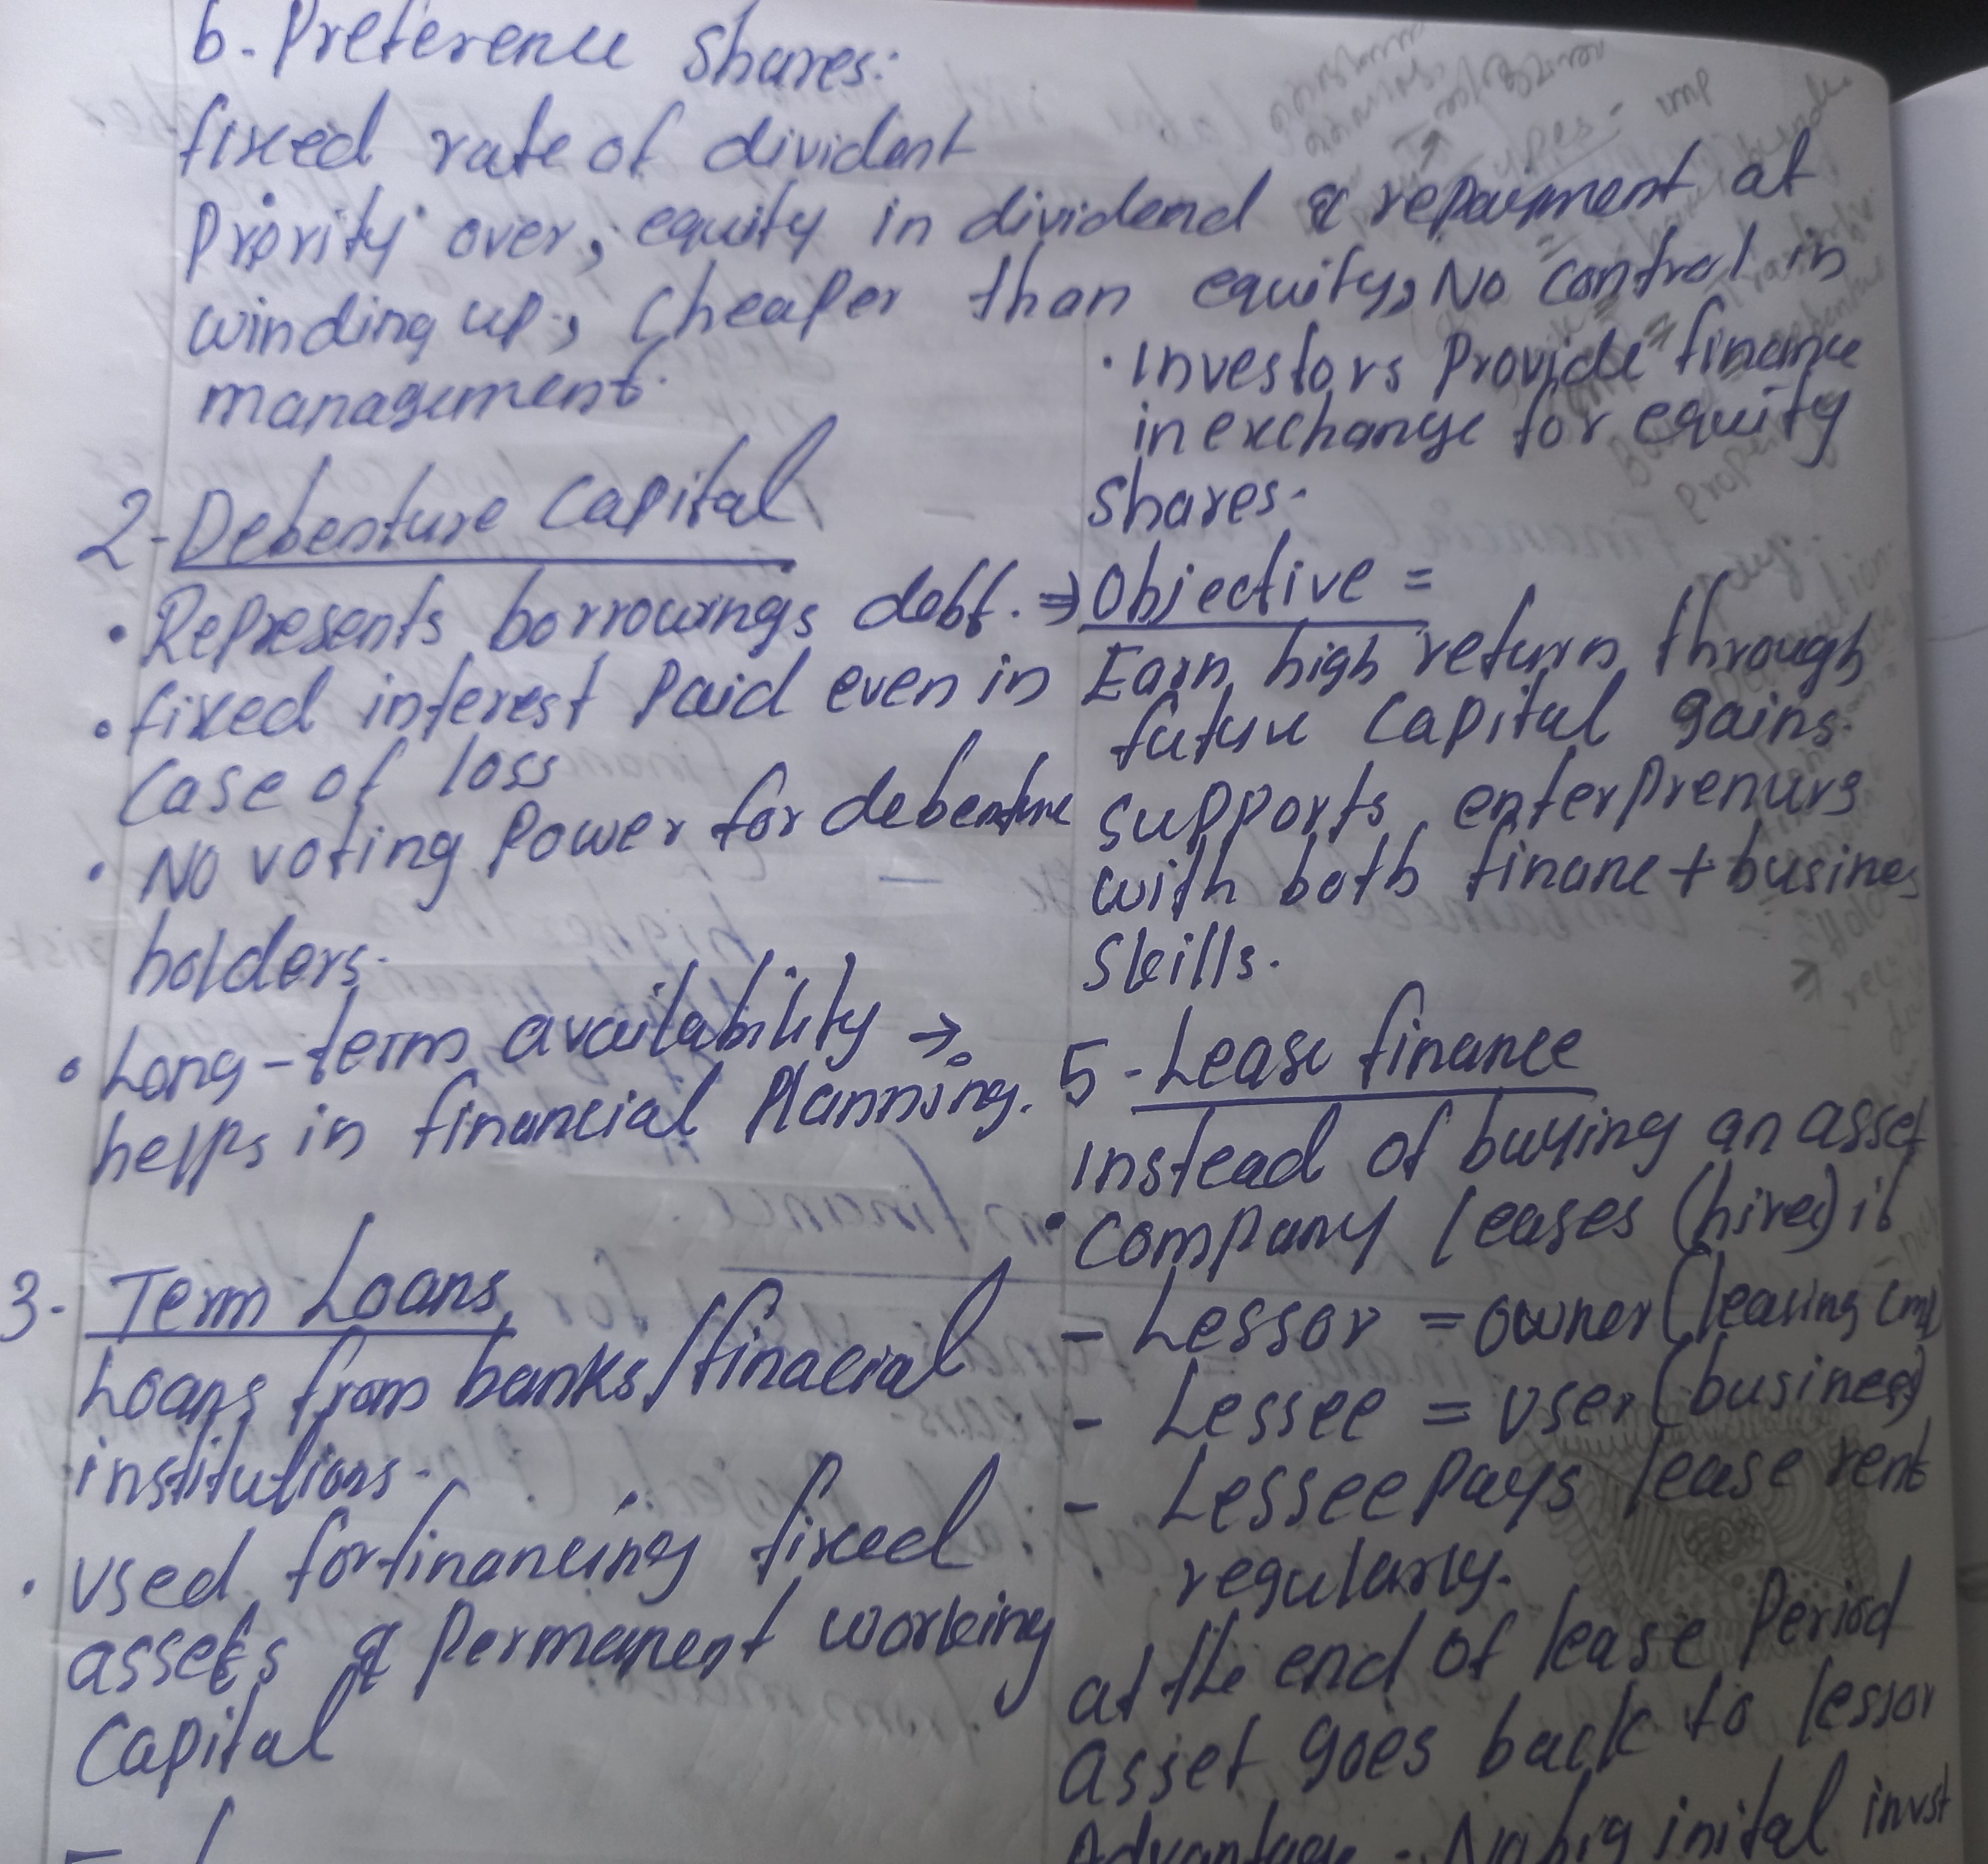 b. Preference shares:
fixed rate of divident
Priority over, equity in dividend & repayment at
winding up, Cheaper than equity, No control in
management.
2- Debenture Capital
• Represents borrowings debt.
• fixed interest Paid even in
Case of loss
• NO voting Power for debenture
holders.
• Long-term availability →
helps in financial Planning.
3- Term Loans
Loans from banks/finacial
institutions.
• Used for financing fixed
assets & Permanent working
Capital
• Investors Provide finance
in exchange for equity
shares.
⇒ Objective =
Earn high return through
future Capital gains.
supports enterprenurs
with both finane + busines
Skills.
5- Lease finance
instead of buying an asset
• company leases (hires) it
- Lessor = owner (leasing cmp)
- Lessee = User (business)
- Lessee Pays lease rent
regularly.
at the end of lease Period
asset goes back to lessor
Advantage - No big inital invst